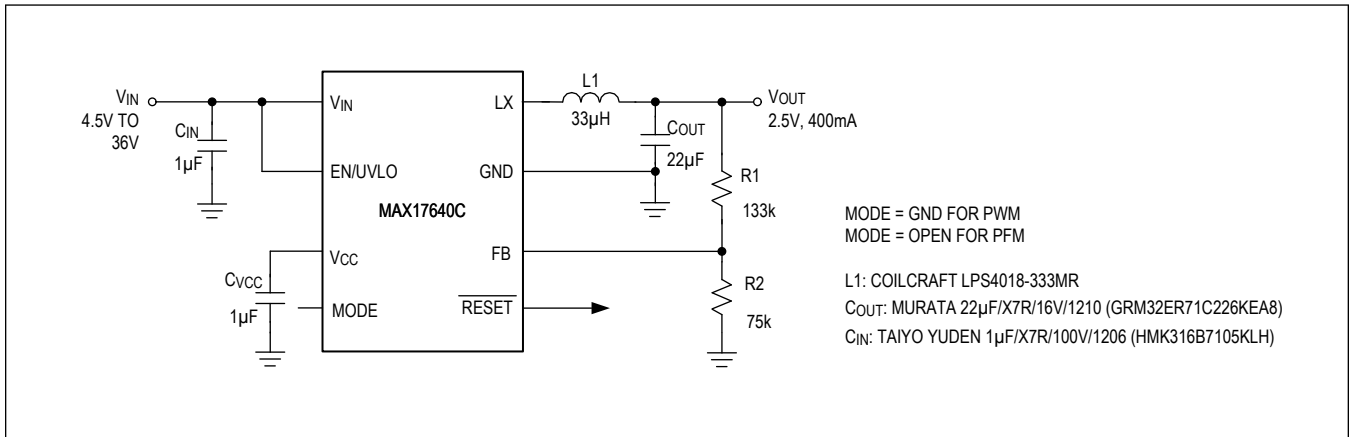 VIN
4.5V TO
36V
CIN
1µF
VIN
EN/UVLO
VCC
MODE
CVCC
1µF
MAX17640C
LX
GND
FB
RESET
L1
33µH
COUT
22µF
VOUT
2.5V, 400mA
R1
133k
R2
75k
MODE = GND FOR PWM
MODE = OPEN FOR PFM
L1: COILCRAFT LPS4018-333MR
COUT: MURATA 22µF/X7R/16V/1210 (GRM32ER71C226KEA8)
CIN: TAIYO YUDEN 1µF/X7R/100V/1206 (HMK316B7105KLH)